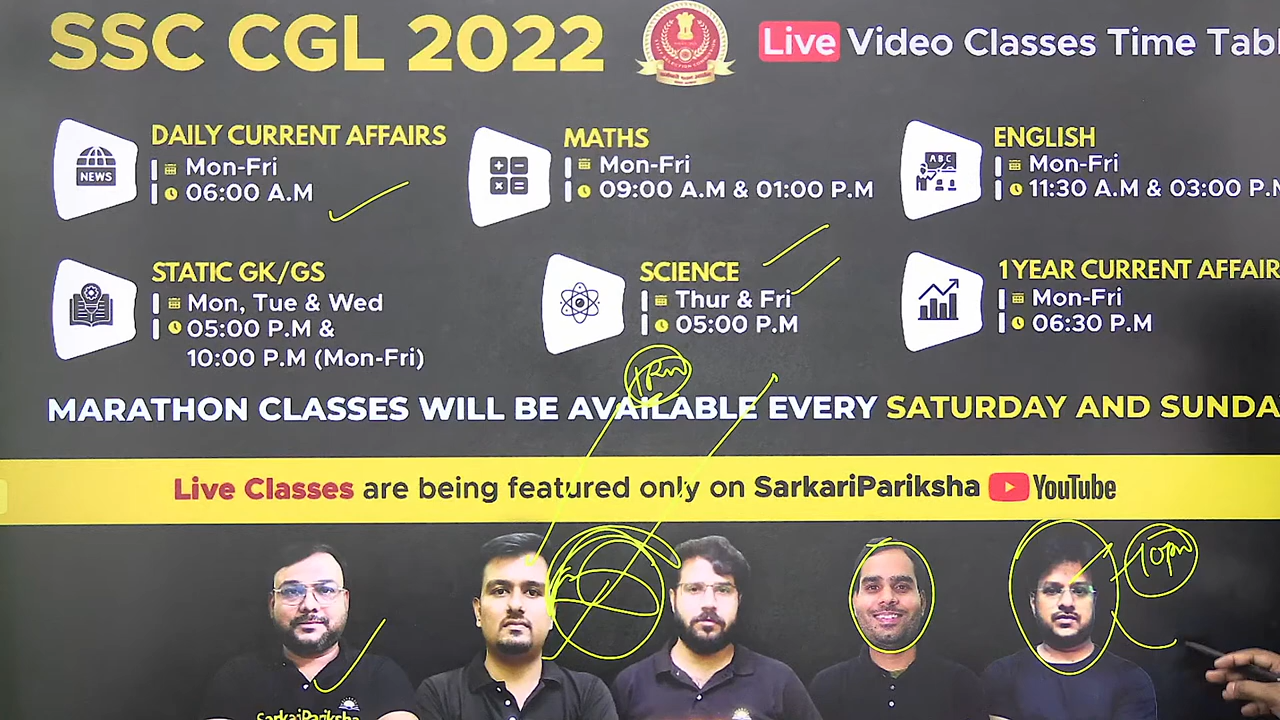 SSC CGL 2022
Live Video Classes Time Tabl
DAILY CURRENT AFFAIRS
Mon-Fri
06:00 A.M
NEWS
MATHS
Mon-Fri
09:00 A.M & 01:00 P.M
ENGLISH
Mon-Fri
11:30 A.M & 03:00 P.M
ABC
STATIC GK/GS
Mon, Tue & Wed
05:00 P.M &
10:00 P.M (Mon-Fri)
SCIENCE
Thur & Fri
05:00 P.M
1 YEAR CURRENT AFFAIR
Mon-Fri
06:30 P.M
1Pm
MARATHON CLASSES WILL BE AVAILABLE EVERY SATURDAY AND SUNDA
Live Classes are being featured only on SarkariPariksha YouTube
10pm
SarkariPariksha